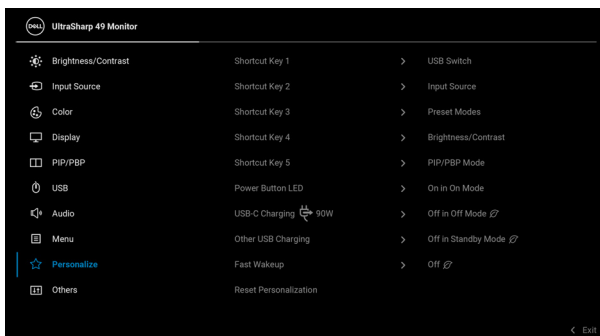 DELL UltraSharp 49 Monitor
Brightness/Contrast Shortcut Key 1 > USB Switch
Input Source Shortcut Key 2 > Input Source
Color Shortcut Key 3 > Preset Modes
Display Shortcut Key 4 > Brightness/Contrast
PIP/PBP Shortcut Key 5 > PIP/PBP Mode
USB Power Button LED > On in On Mode
Audio USB-C Charging 90W > Off in Off Mode
Menu Other USB Charging > Off in Standby Mode
Personalize Fast Wakeup > Off
Others Reset Personalization
< Exit